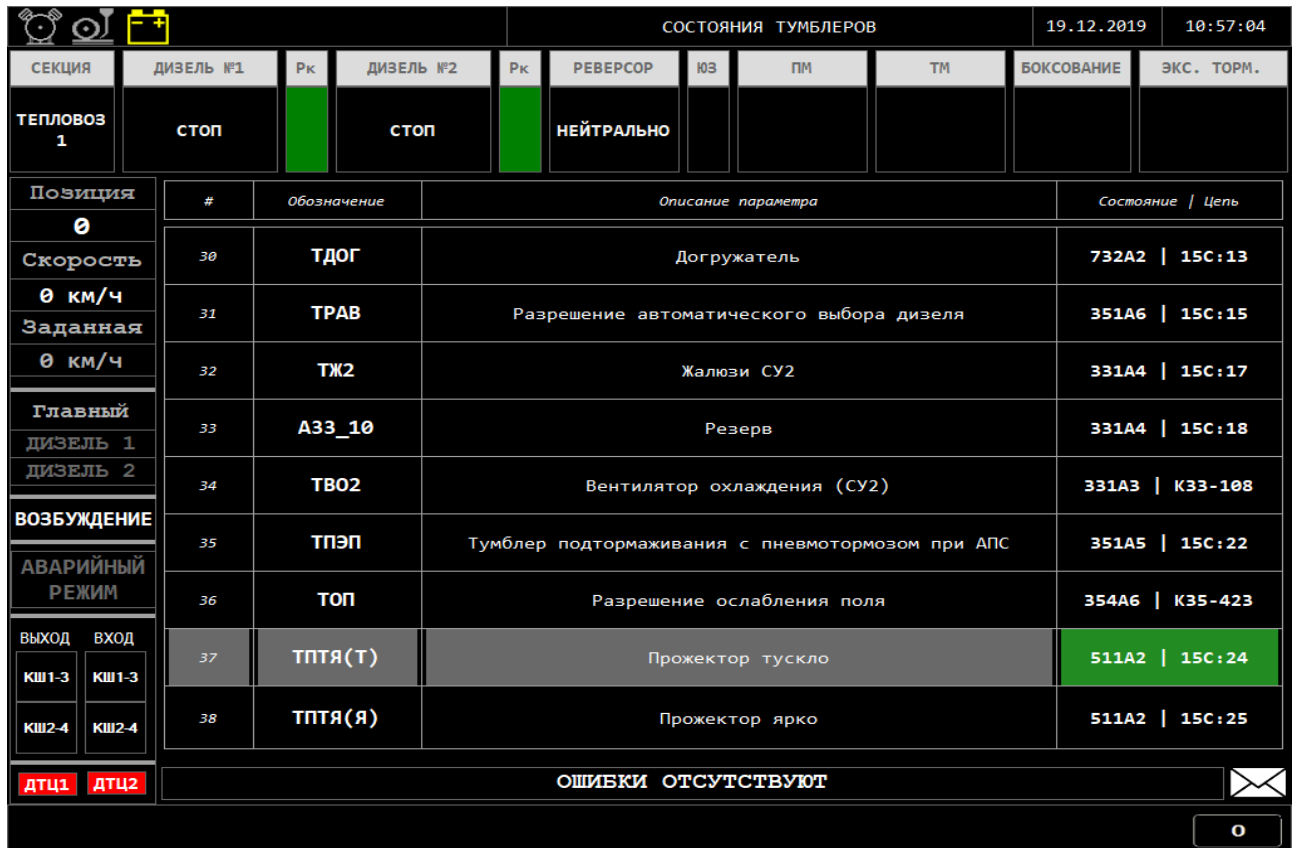 СОСТОЯНИЯ ТУМБЛЕРОВ 19.12.2019 10:57:04
СЕКЦИЯ ДИЗЕЛЬ №1 Рк ДИЗЕЛЬ №2 Рк РЕВЕРСОР ЮЗ ПМ ТМ БОКСОВАНИЕ ЭКС. ТОРМ.
ТЕПЛОВОЗ
1 СТОП СТОП НЕЙТРАЛЬНО
Позиция
0
Скорость
0 км/ч
Заданная
0 км/ч
Главный
ДИЗЕЛЬ 1
ДИЗЕЛЬ 2
ВОЗБУЖДЕНИЕ
АВАРИЙНЫЙ
РЕЖИМ
ВЫХОД ВХОД
КШ1-3 КШ1-3
КШ2-4 КШ2-4
ДТЦ1 ДТЦ2
# Обозначение Описание параметра Состояние | Цепь
30 ТДОГ Догружатель 732А2 | 15С:13
31 ТРАВ Разрешение автоматического выбора дизеля 351А6 | 15С:15
32 ТЖ2 Жалюзи СУ2 331А4 | 15С:17
33 А33_10 Резерв 331А4 | 15С:18
34 ТВО2 Вентилятор охлаждения (СУ2) 331А3 | К33-108
35 ТПЭП Тумблер подтормаживания с пневмотормозом при АПС 351А5 | 15С:22
36 ТОП Разрешение ослабления поля 354А6 | К35-423
37 ТПТЯ(Т) Прожектор тускло 511А2 | 15С:24
38 ТПТЯ(Я) Прожектор ярко 511А2 | 15С:25
ОШИБКИ ОТСУТСТВУЮТ
О